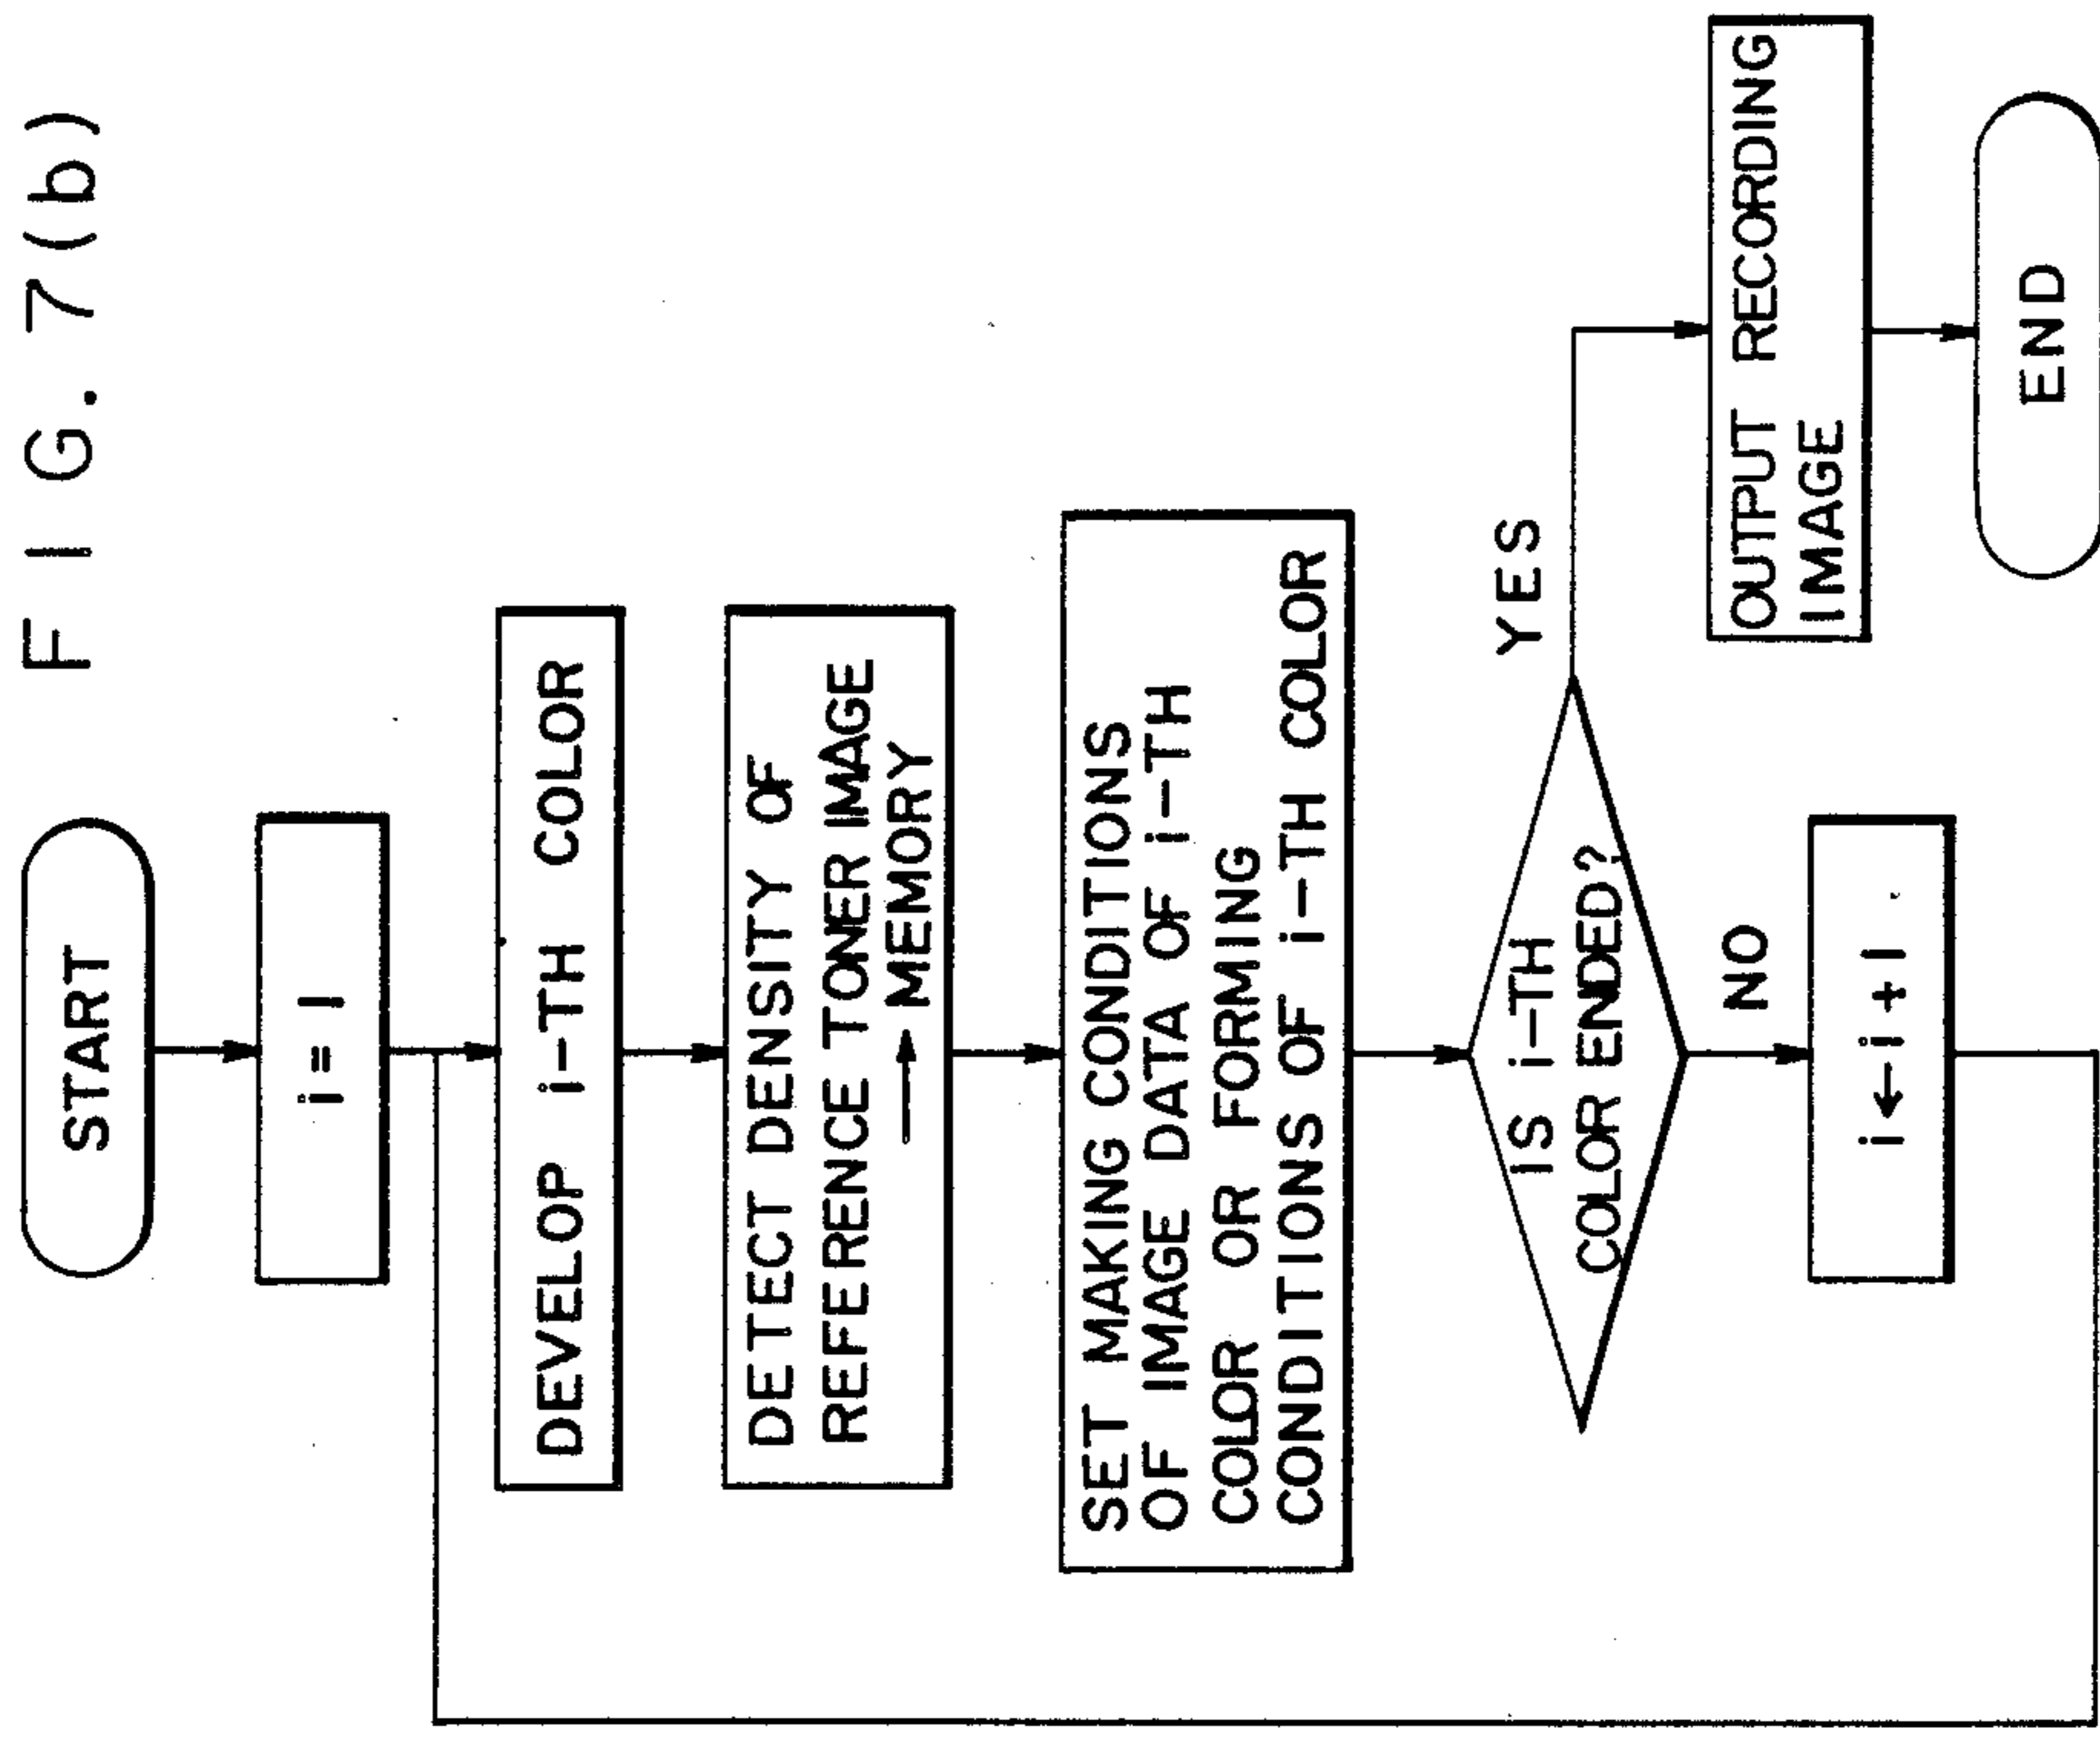 FIG. 7(b)
START
i = 1
DEVELOP i-TH COLOR
DETECT DENSITY OF
REFERENCE TONER IMAGE
→ MEMORY
SET MAKING CONDITIONS
OF IMAGE DATA OF i-TH
COLOR OR FORMING
CONDITIONS OF i-TH COLOR
IS i-TH
COLOR ENDED?
YES
NO
i ← i + 1
OUTPUT RECORDING
IMAGE
END